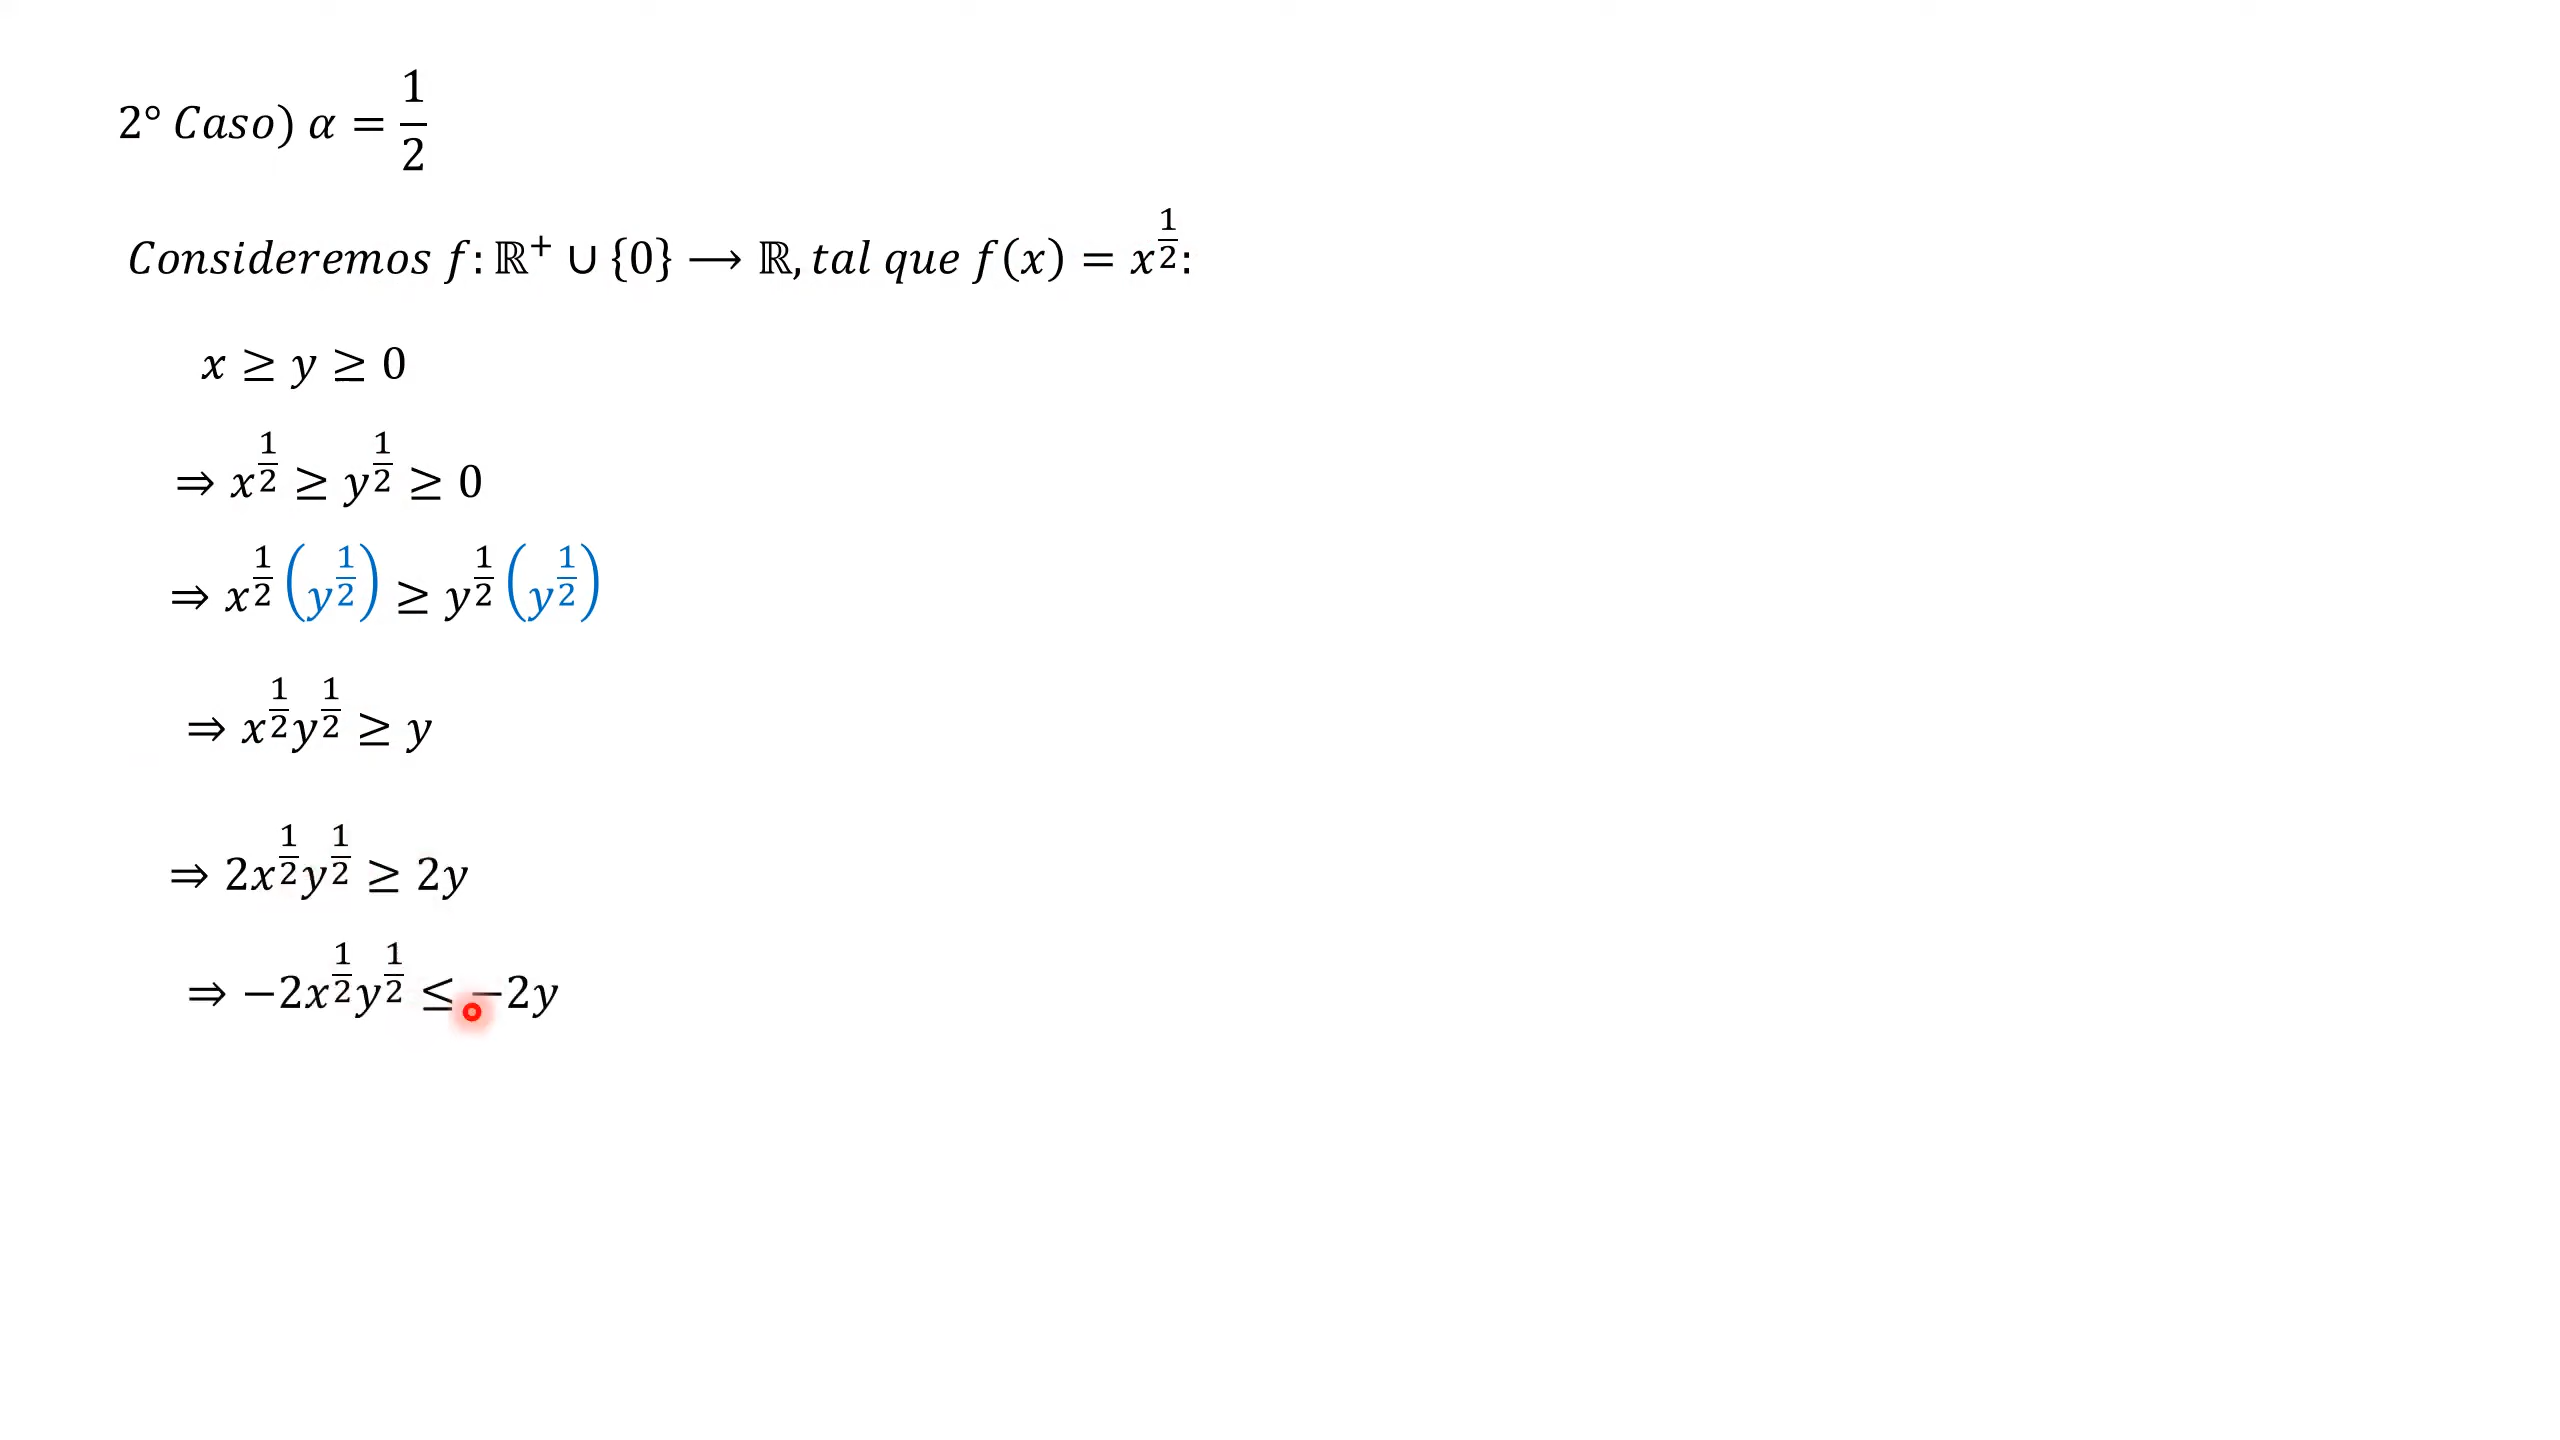 2° Caso) α = 1/2
Consideremos f: ℝ⁺ ∪ {0} ⟶ ℝ, tal que f(x) = x^(1/2):
x ≥ y ≥ 0
⇒ x^(1/2) ≥ y^(1/2) ≥ 0
⇒ x^(1/2) (y^(1/2)) ≥ y^(1/2) (y^(1/2))
⇒ x^(1/2) y^(1/2) ≥ y
⇒ 2x^(1/2) y^(1/2) ≥ 2y
⇒ −2x^(1/2) y^(1/2) ≤ −2y